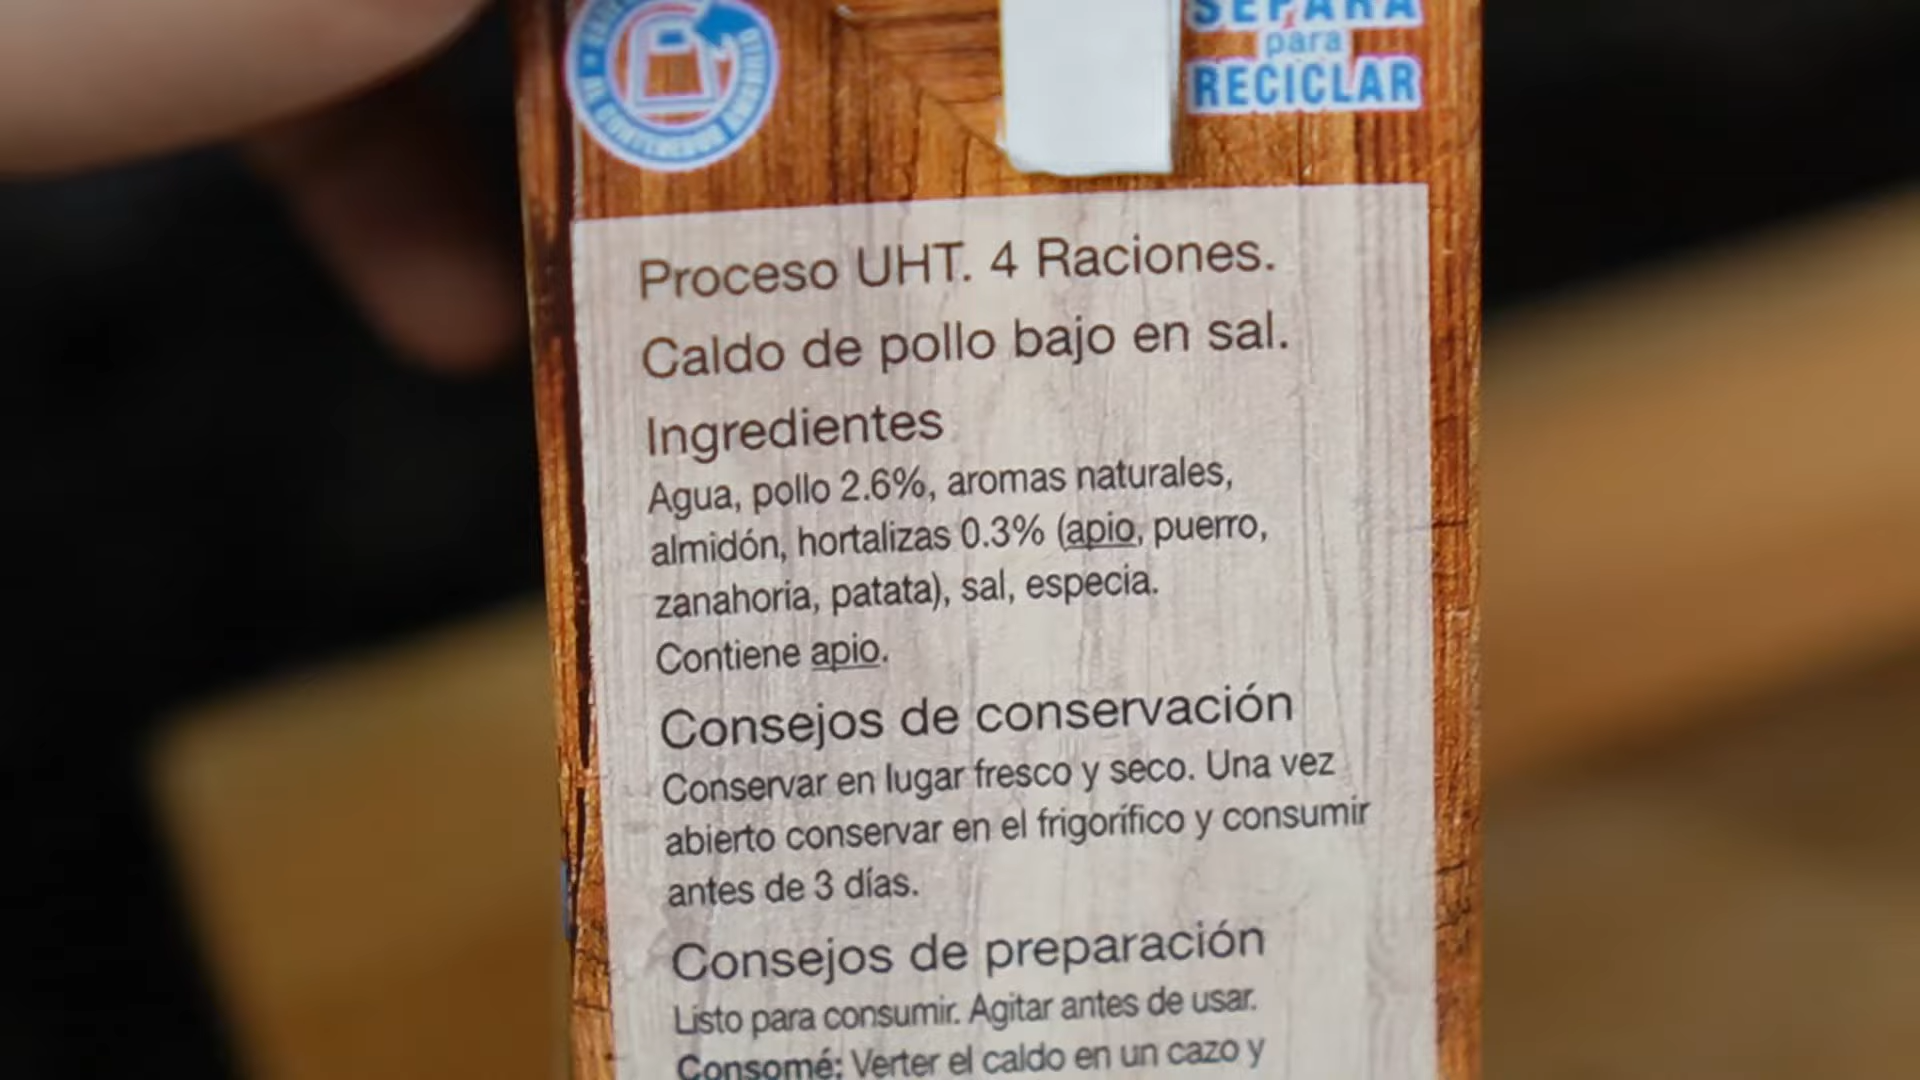 SEPARA
para
RECICLAR
Proceso UHT. 4 Raciones.
Caldo de pollo bajo en sal.
Ingredientes
Agua, pollo 2.6%, aromas naturales,
almidón, hortalizas 0.3% (apio, puerro,
zanahoria, patata), sal, especia.
Contiene apio.
Consejos de conservación
Conservar en lugar fresco y seco. Una vez
abierto conservar en el frigorífico y consumir
antes de 3 días.
Consejos de preparación
Listo para consumir. Agitar antes de usar.
Consomé: Verter el caldo en un cazo y